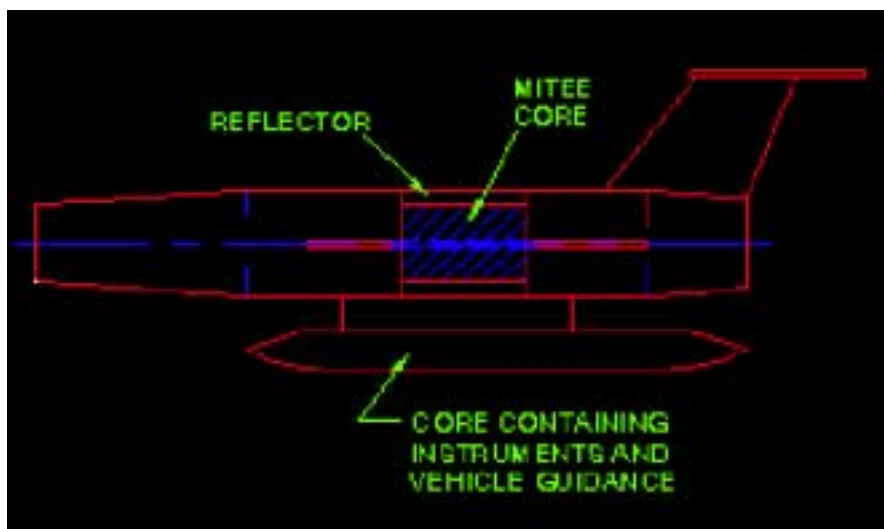 REFLECTOR
MITEE
CORE
CORE CONTAINING
INSTRUMENTS AND
VEHICLE GUIDANCE